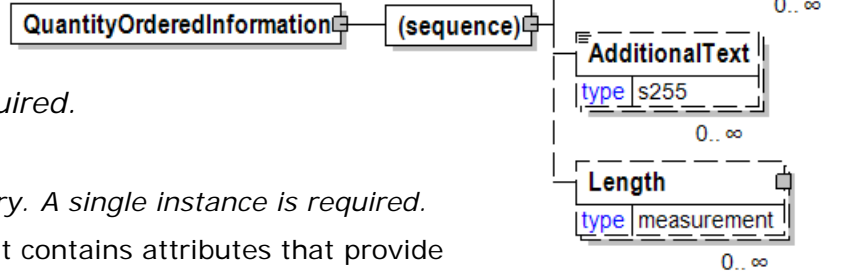 0.. ∞
QuantityOrderedInformation
(sequence)
AdditionalText
type s255
uired.
0.. ∞
Length
ry. A single instance is required.
type measurement
t contains attributes that provide
0.. ∞